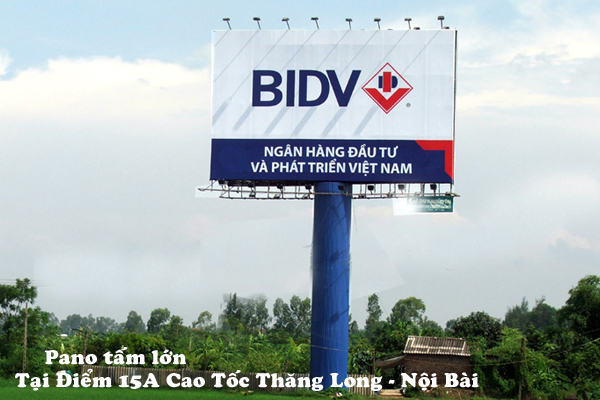 BIDV
®
NGÂN HÀNG ĐẦU TƯ
VÀ PHÁT TRIỂN VIỆT NAM
Pano tấm lớn
Tại Điểm 15A Cao Tốc Thăng Long - Nội Bài